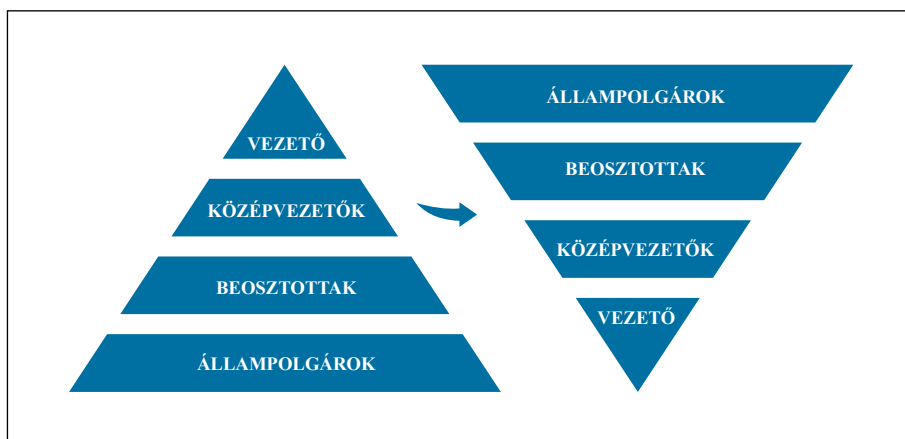 VEZETŐ
KÖZÉPVEZETŐK
BEOSZTOTTAK
ÁLLAMPOLGÁROK
ÁLLAMPOLGÁROK
BEOSZTOTTAK
KÖZÉPVEZETŐK
VEZETŐ